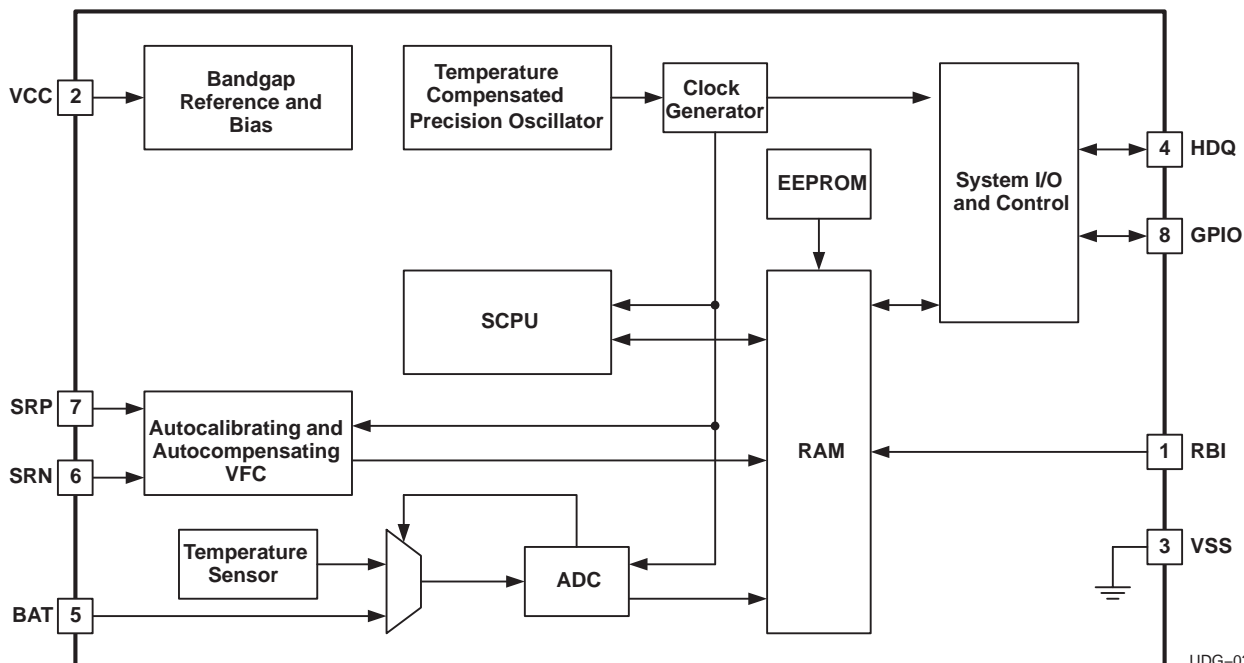 VCC
2
Bandgap
Reference and
Bias
Temperature
Compensated
Precision Oscillator
Clock
Generator
System I/O
and Control
4
HDQ
8
GPIO
EEPROM
SCPU
SRP
7
SRN
6
Autocalibrating and
Autocompensating
VFC
RAM
1
RBI
Temperature
Sensor
ADC
3
VSS
BAT
5